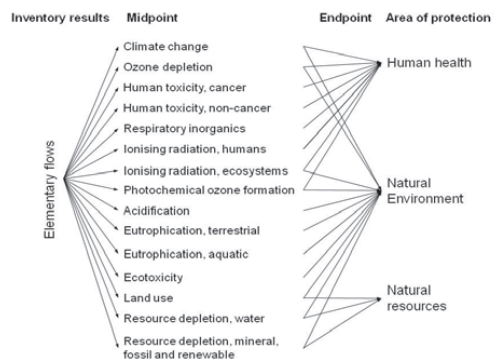 Inventory results Midpoint Endpoint Area of protection
Climate change
Ozone depletion
Human toxicity, cancer
Human toxicity, non-cancer
Respiratory inorganics
Ionising radiation, humans
Ionising radiation, ecosystems
Photochemical ozone formation
Acidification
Eutrophication, terrestrial
Eutrophication, aquatic
Ecotoxicity
Land use
Resource depletion, water
Resource depletion, mineral,
fossil and renewable
Elementary flows
Human health
Natural
Environment
Natural
resources